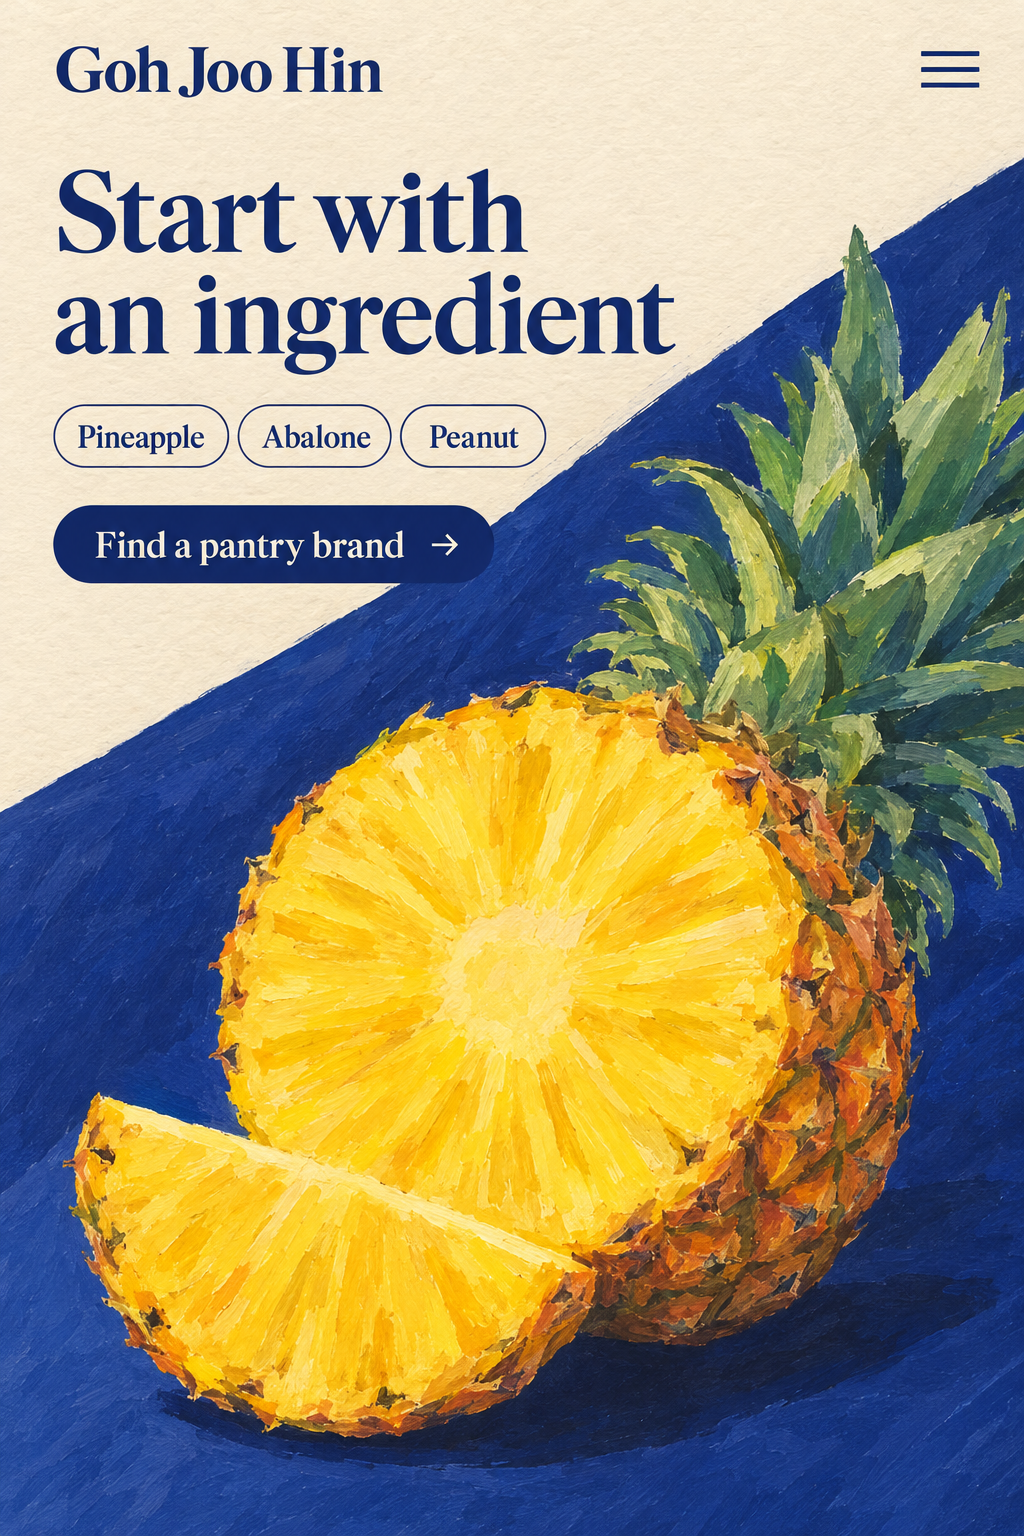 Goh Joo Hin
Start with
an ingredient
Pineapple
Abalone
Peanut
Find a pantry brand →